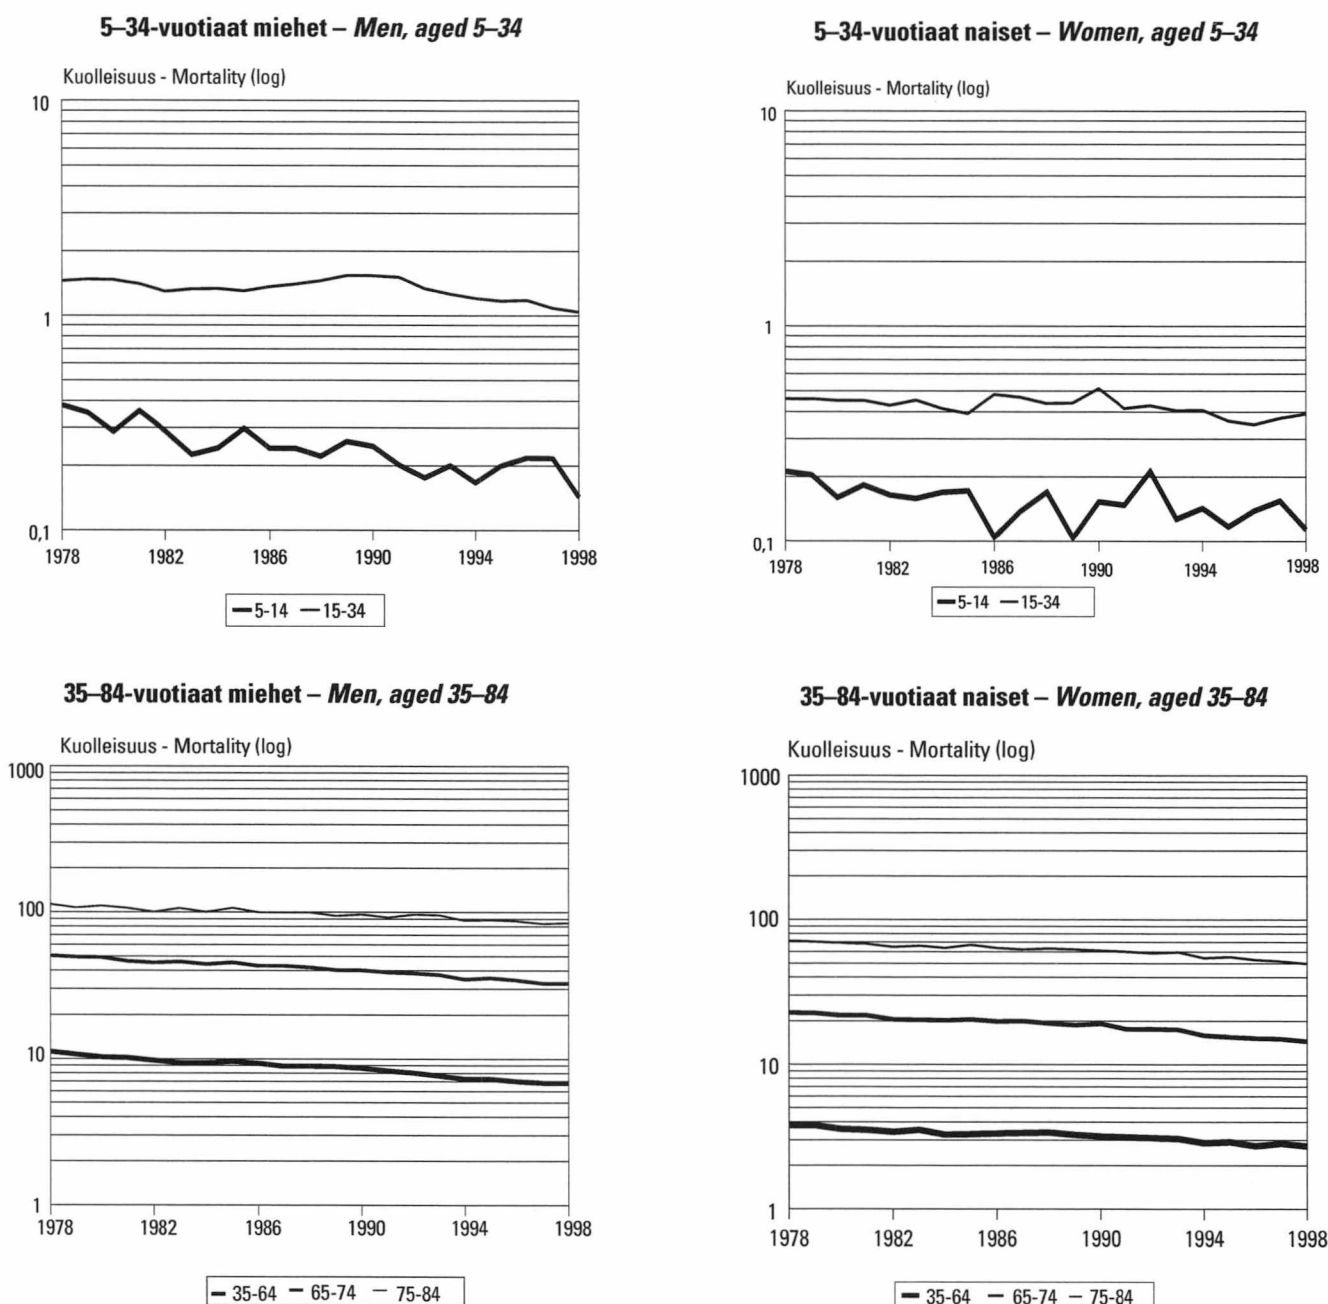 5–34-vuotiaat miehet – Men, aged 5–34
Kuolleisuus - Mortality (log)
10
1
0,1
1978 1982 1986 1990 1994 1998
5-14 15-34
5–34-vuotiaat naiset – Women, aged 5–34
Kuolleisuus - Mortality (log)
10
1
0,1
1978 1982 1986 1990 1994 1998
5-14 15-34
35–84-vuotiaat miehet – Men, aged 35–84
Kuolleisuus - Mortality (log)
1000
100
10
1
1978 1982 1986 1990 1994 1998
35-64 65-74 75-84
35–84-vuotiaat naiset – Women, aged 35–84
Kuolleisuus - Mortality (log)
1000
100
10
1
1978 1982 1986 1990 1994 1998
35-64 65-74 75-84